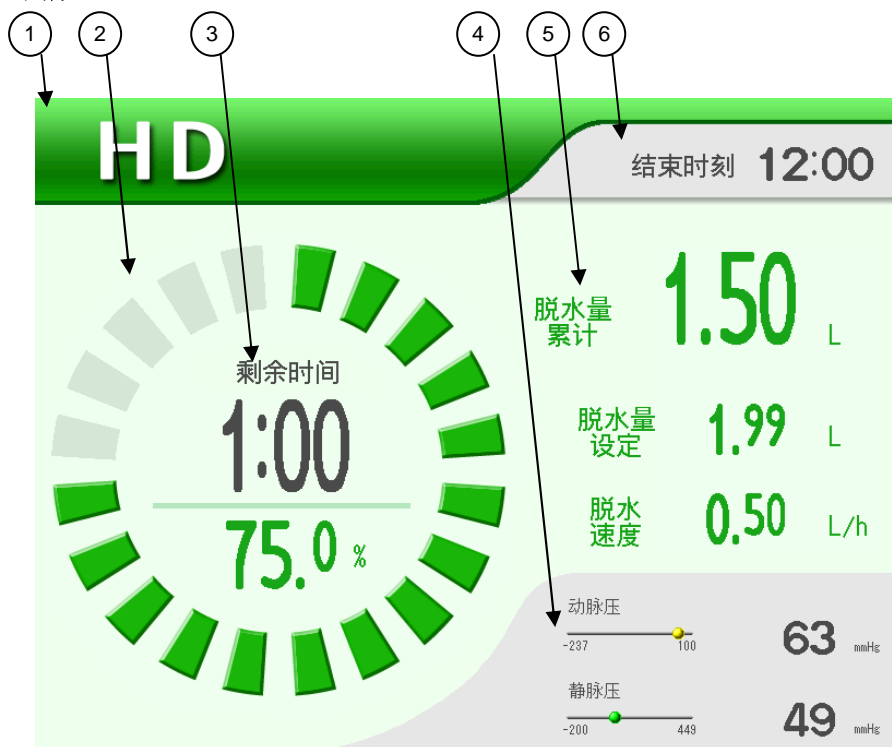 1 2 3 4 5 6
HD
结束时刻 12:00
脱水量
累计
1.50 L
剩余时间
1:00
75.0 %
脱水量
设定
1.99 L
脱水
速度
0.50 L/h
动脉压
-237 100
63 mmHg
静脉压
-200 449
49 mmHg